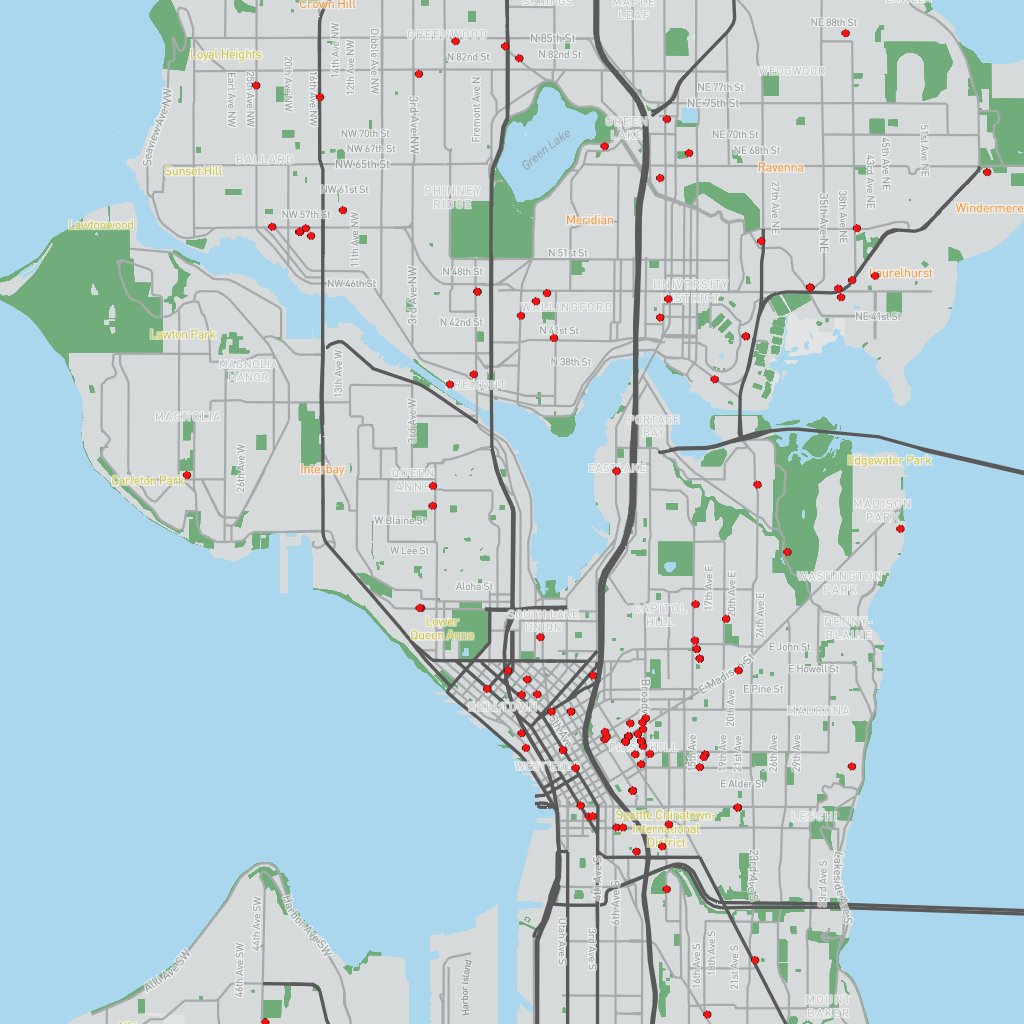 Crown Hill
SPRINGS
MAPLE
LEAF
NE 88th St
GREENWOOD
N 85th St
N 82nd St
N 82nd St
Loyal Heights
14th Ave NW
12th Ave NW
Dibble Ave NW
20th Ave NW
16th Ave NW
25th Ave NW
Earl Ave NW
WEDGWOOD
NE 77th St
NE 75th St
Fremont Ave N
3rd Ave NW
Seaview Ave NW
GREEN
LAKE
Green Lake
NW 70th St
NW 67th St
NW 65th St
NE 70th St
NE 68th St
51st Ave NE
45th Ave NE
43rd Ave NE
BALLARD
Sunset Hill
Ravenna
NW 61st St
PHINNEY
RIDGE
27th Ave NE
35th Ave NE
38th Ave NE
Windermere
NW 57th St
Meridian
Lawtonwood
11th Ave NW
N 51st St
N 48th St
Laurelhurst
NW 46th St
3rd Ave NW
UNIVERSITY
DISTRICT
WALLINGFORD
N 42nd St
N 41st St
NE 41st St
Lawton Park
N 38th St
MAGNOLIA
MANOR
13th Ave W
FREMONT
MAGNOLIA
3rd Ave W
PORTAGE
BAY
26th Ave W
Interbay
QUEEN
ANNE
EASTLAKE
Edgewater Park
Carleton Park
MADISON
PARK
W Blaine St
W Lee St
Aloha St
17th Ave E
20th Ave E
24th Ave E
WASHINGTON
PARK
CAPITOL
HILL
SOUTH LAKE
UNION
Lower
Queen Anne
DENNY-
BLAINE
E John St
E Howell St
E Madison St
E Pine St
BELLTOWN
20th Ave
MADRONA
FIRST HILL
15th Ave
19th Ave
21st Ave
26th Ave
29th Ave
WEST EDGE
E Alder St
Seattle Chinatown-
International
District
LESCHI
23rd Ave S
33rd Ave S
Lakeside Ave S
4th Ave S
6th Ave S
Harbor Ave SW
44th Ave SW
46th Ave SW
Alki Ave SW
Utah Ave S
3rd Ave S
16th Ave S
18th Ave S
21st Ave S
Harbor Island
MOUNT
BAKER